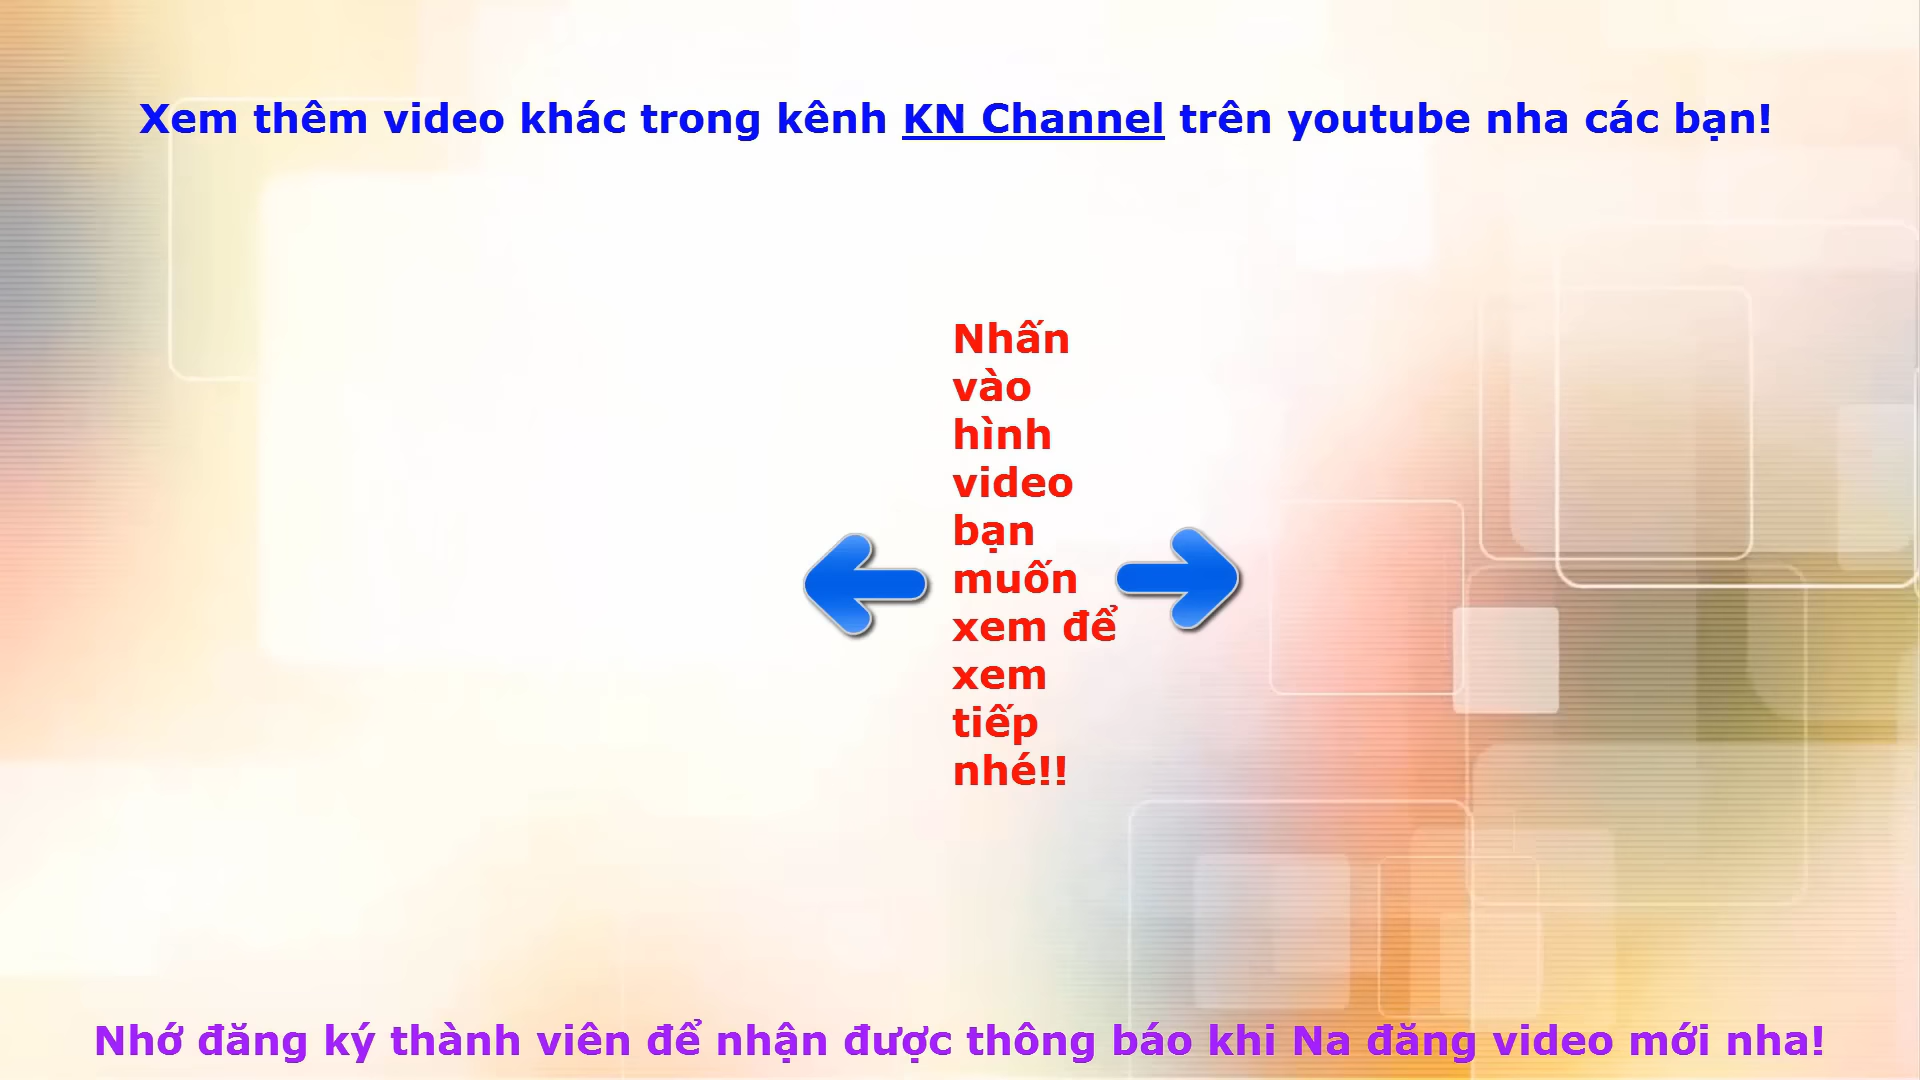 Xem thêm video khác trong kênh KN Channel trên youtube nha các bạn!
Nhấn
vào
hình
video
bạn
muốn
xem để
xem
tiếp
nhé!!
Nhớ đăng ký thành viên để nhận được thông báo khi Na đăng video mới nha!